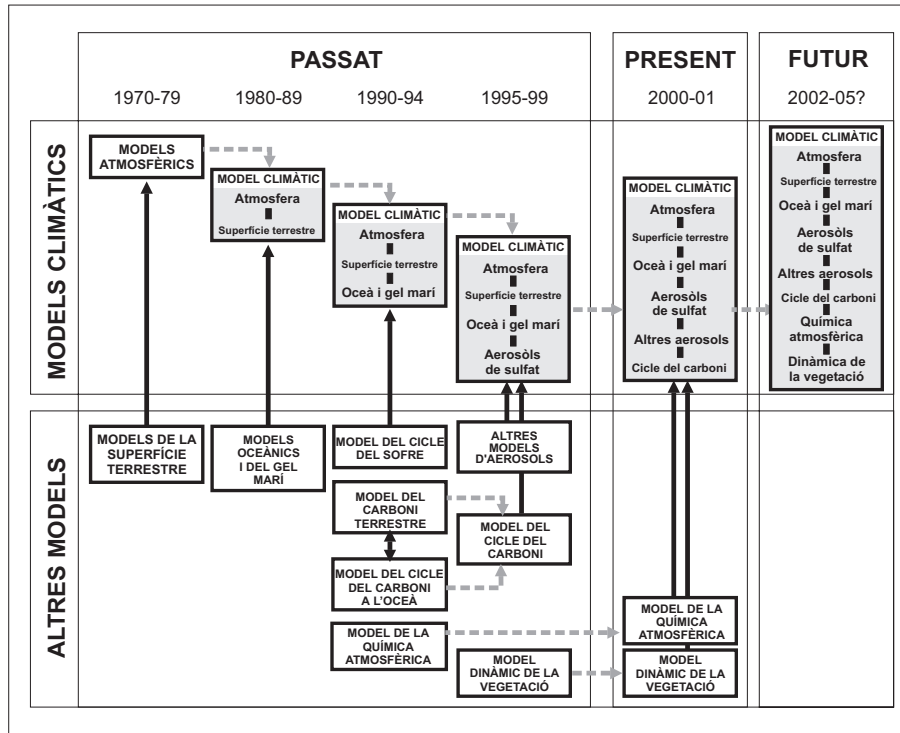 PASSAT
PRESENT
FUTUR
1970-79
1980-89
1990-94
1995-99
2000-01
2002-05?
MODELS CLIMÀTICS
MODELS
ATMOSFÈRICS
MODEL CLIMÀTIC
Atmosfera
Superfície terrestre
MODEL CLIMÀTIC
Atmosfera
Superfície terrestre
Oceà i gel marí
MODEL CLIMÀTIC
Atmosfera
Superfície terrestre
Oceà i gel marí
Aerosòls
de sulfat
MODEL CLIMÀTIC
Atmosfera
Superfície terrestre
Oceà i gel marí
Aerosòls
de sulfat
Altres aerosols
Cicle del carboni
MODEL CLIMÀTIC
Atmosfera
Superfície terrestre
Oceà i gel marí
Aerosòls
de sulfat
Altres aerosols
Cicle del carboni
Química
atmosfèrica
Dinàmica de
la vegetació
ALTRES MODELS
MODELS DE LA
SUPERFÍCIE
TERRESTRE
MODELS
OCEÀNICS
I DEL GEL
MARÍ
MODEL DEL CICLE
DEL SOFRE
ALTRES
MODELS
D'AEROSOLS
MODEL DEL
CARBONI
TERRESTRE
MODEL DEL
CICLE DEL
CARBONI
MODEL DEL CICLE
DEL CARBONI
A L'OCEÀ
MODEL DE LA
QUÍMICA
ATMOSFÈRICA
MODEL DE LA
QUÍMICA
ATMOSFÈRICA
MODEL
DINÀMIC DE LA
VEGETACIÓ
MODEL
DINÀMIC DE LA
VEGETACIÓ